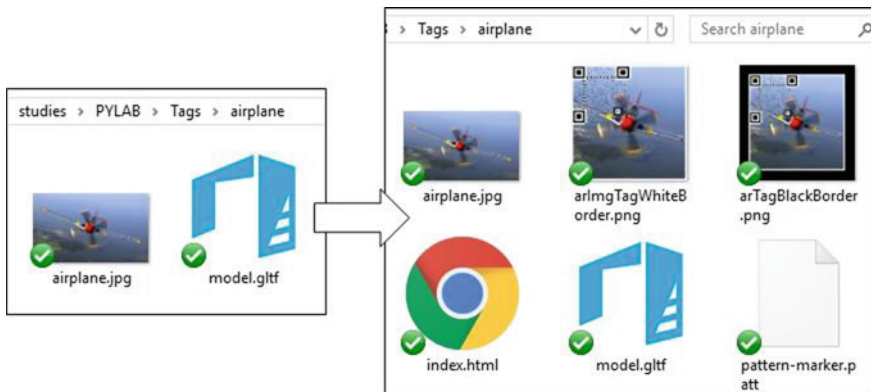 studies > PYLAB > Tags > airplane
airplane.jpg
model.gltf
> Tags > airplane
Search airplane
airplane.jpg
arImgTagWhiteB
order.png
arTagBlackBorder
.png
index.html
model.gltf
pattern-marker.p
att